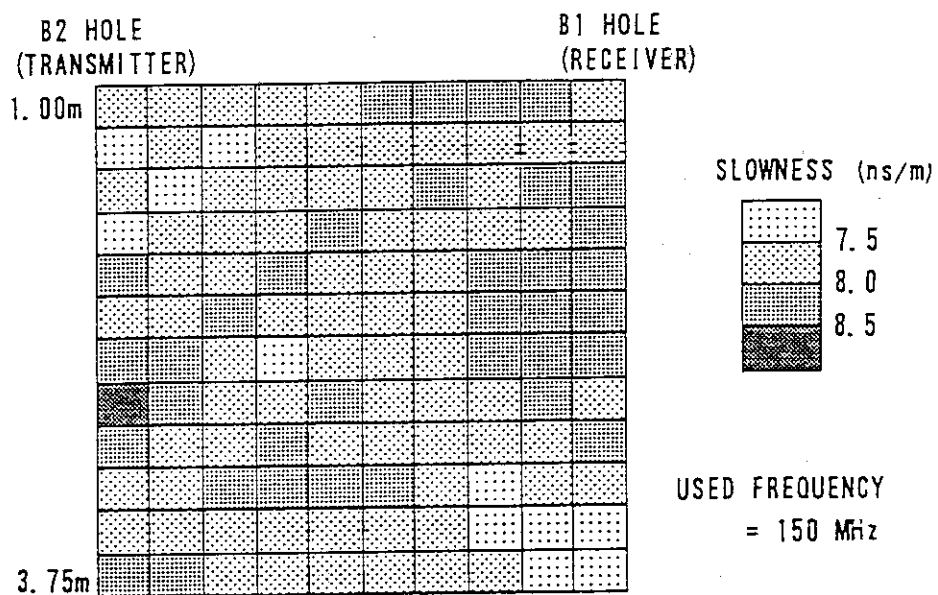 B2 HOLE
(TRANSMITTER)
B1 HOLE
(RECEIVER)
1.00m
3.75m
SLOWNESS (ns/m)
7.5
8.0
8.5
USED FREQUENCY
= 150 MHz